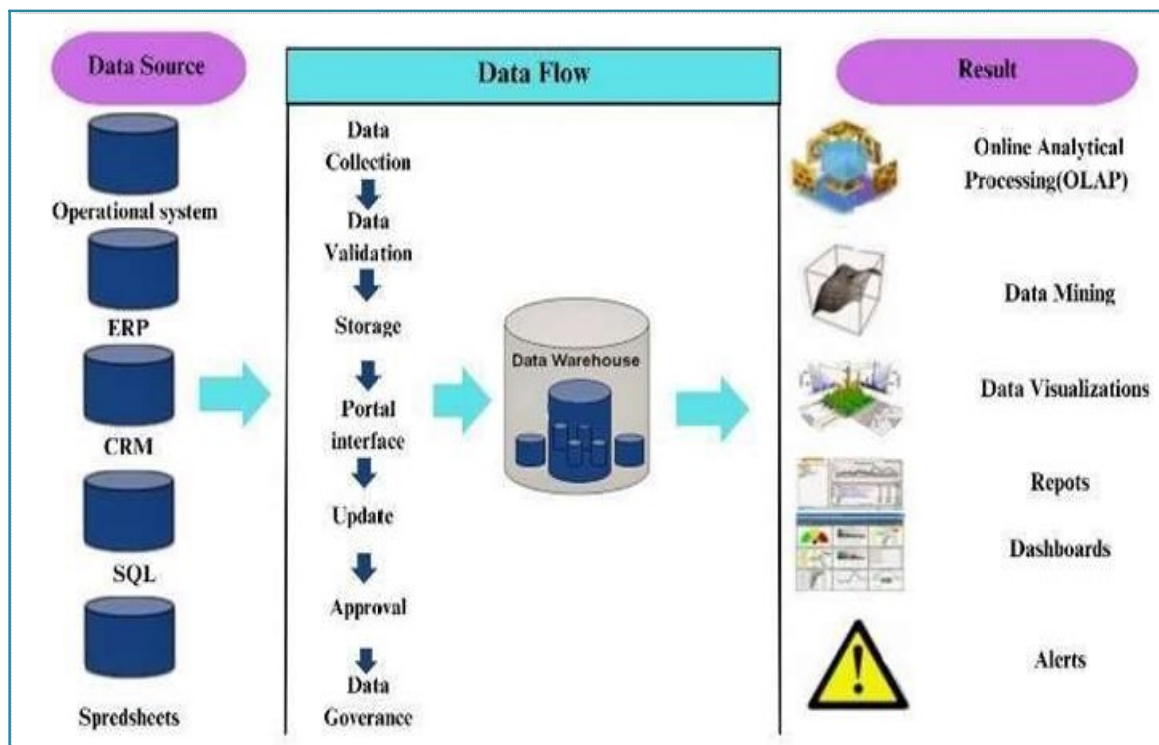 Data Source
Operational system
ERP
CRM
SQL
Spredsheets
Data Flow
Data
Collection
Data
Validation
Storage
Portal
interface
Update
Approval
Data
Goverance
Data Warehouse
Result
Online Analytical
Processing(OLAP)
Data Mining
Data Visualizations
Repots
Dashboards
Alerts